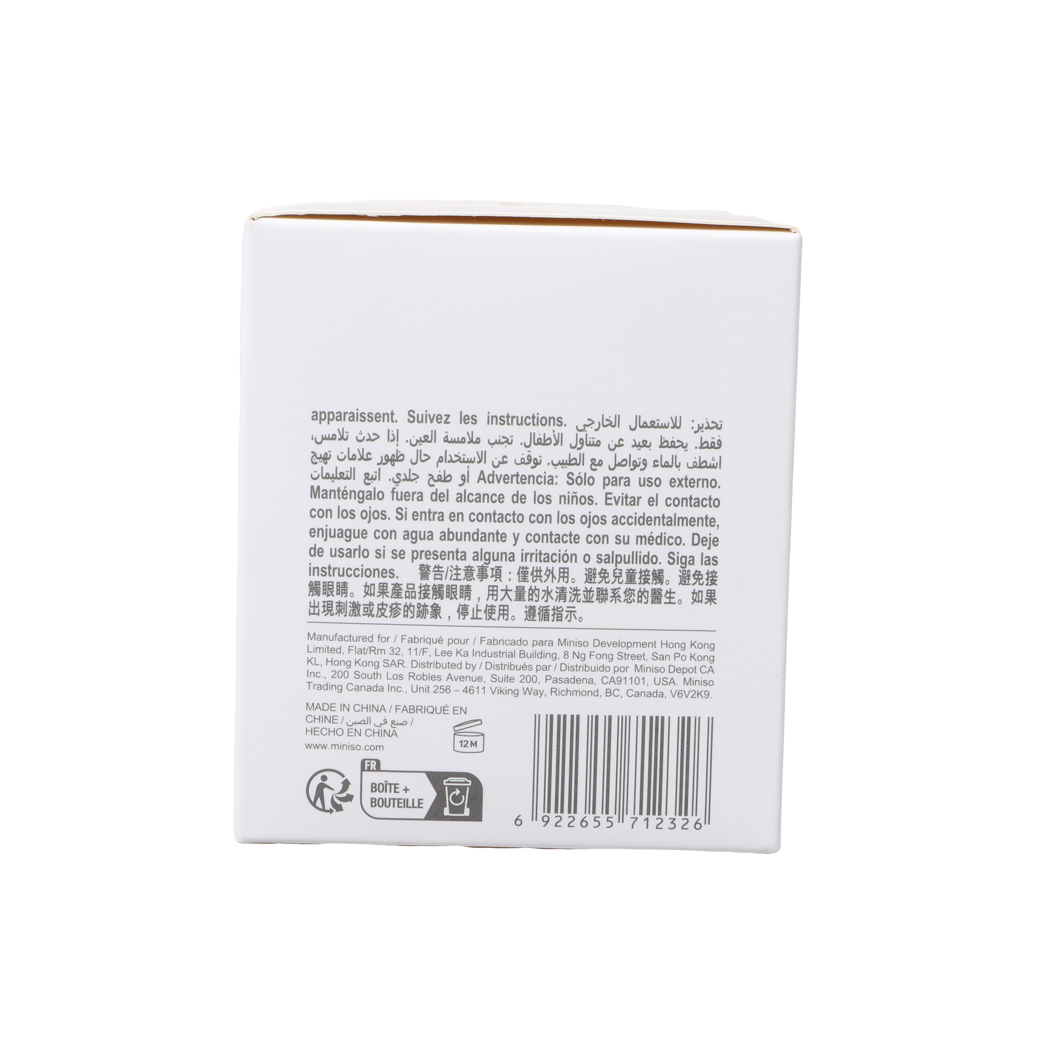 apparaissent. Suivez les instructions. تحذير: للاستعمال الخارجي
فقط. يحفظ بعيد عن متناول الأطفال. تجنب ملامسة العين. إذا حدث تلامس،
اشطف بالماء وتواصل مع الطبيب. توقف عن الاستخدام حال ظهور علامات تهيج
أو طفح جلدي. اتبع التعليمات Advertencia: Sólo para uso externo.
Manténgalo fuera del alcance de los niños. Evitar el contacto
con los ojos. Si entra en contacto con los ojos accidentalmente,
enjuague con agua abundante y contacte con su médico. Deje
de usarlo si se presenta alguna irritación o salpullido. Siga las
instrucciones. 警告/注意事項：僅供外用。避免兒童接觸。避免接
觸眼睛。如果產品接觸眼睛，用大量的水清洗並聯系您的醫生。如果
出現刺激或皮疹的跡象，停止使用。遵循指示。
Manufactured for / Fabriqué pour / Fabricado para Miniso Development Hong Kong
Limited, Flat/Rm 32, 11/F, Lee Ka Industrial Building, 8 Ng Fong Street, San Po Kong
KL, Hong Kong SAR. Distributed by / Distribués par / Distribuido por Miniso Depot CA
Inc., 200 South Los Robles Avenue, Suite 200, Pasadena, CA91101, USA. Miniso
Trading Canada Inc., Unit 256 – 4611 Viking Way, Richmond, BC, Canada, V6V2K9.
MADE IN CHINA / FABRIQUÉ EN
CHINE / صنع في الصين /
HECHO EN CHINA
www.miniso.com
12M
FR
BOÎTE +
BOUTEILLE
6 922655 712326